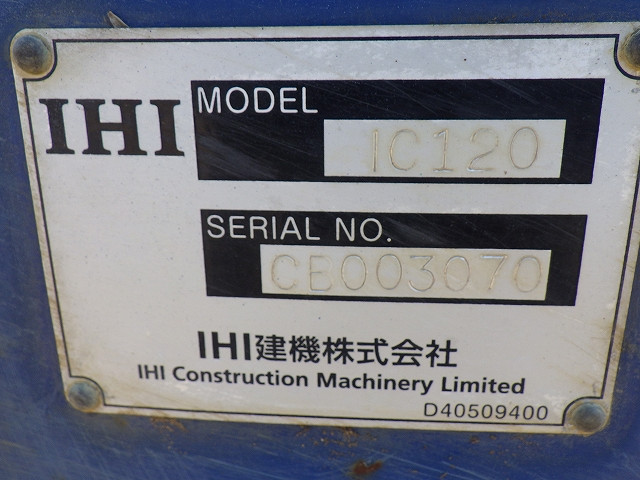 IHI
MODEL
IC120
SERIAL NO.
CE003070
IHI建機株式会社
IHI Construction Machinery Limited
D40509400